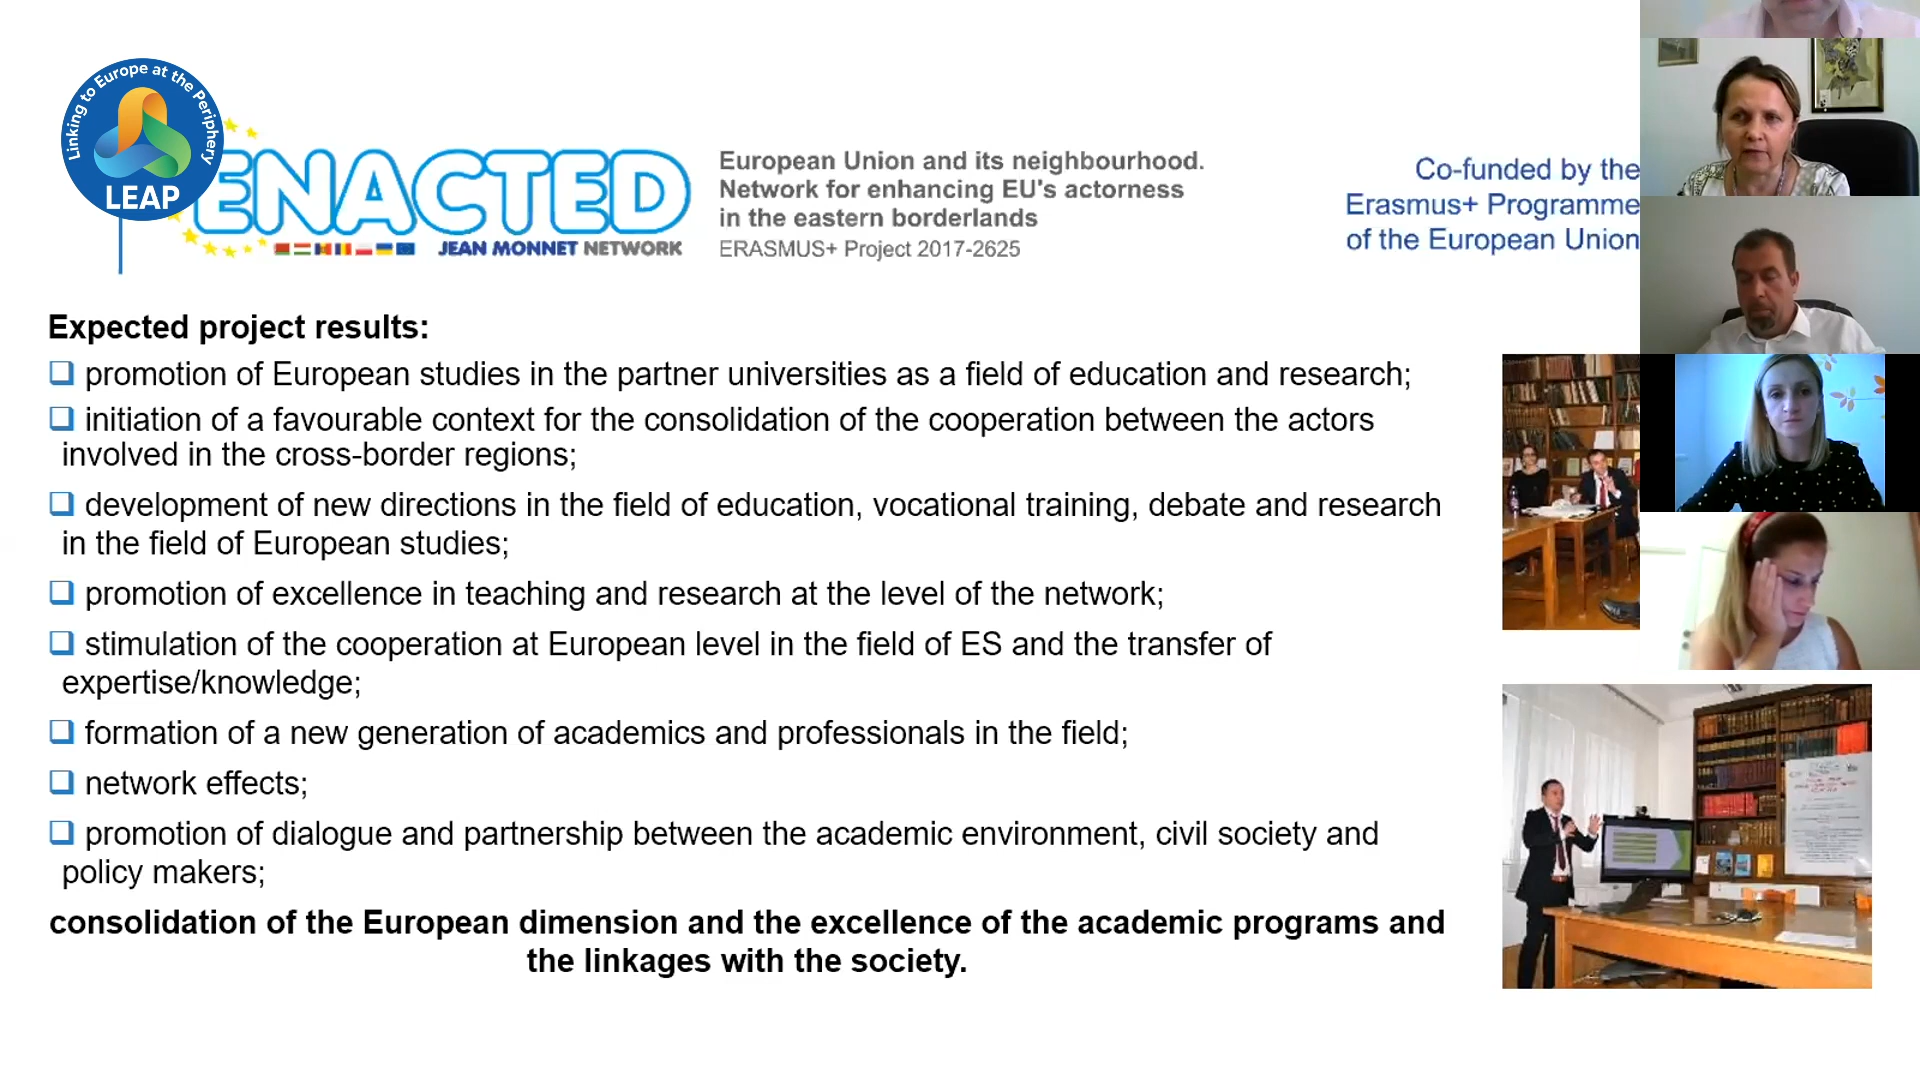 Linking to Europe at the Periphery
LEAP
ENACTED
JEAN MONNET NETWORK
European Union and its neighbourhood.
Network for enhancing EU's actorness
in the eastern borderlands
ERASMUS+ Project 2017-2625
Co-funded by the
Erasmus+ Programme
of the European Union
Expected project results:
promotion of European studies in the partner universities as a field of education and research;
initiation of a favourable context for the consolidation of the cooperation between the actors
involved in the cross-border regions;
development of new directions in the field of education, vocational training, debate and research
in the field of European studies;
promotion of excellence in teaching and research at the level of the network;
stimulation of the cooperation at European level in the field of ES and the transfer of
expertise/knowledge;
formation of a new generation of academics and professionals in the field;
network effects;
promotion of dialogue and partnership between the academic environment, civil society and
policy makers;
consolidation of the European dimension and the excellence of the academic programs and
the linkages with the society.